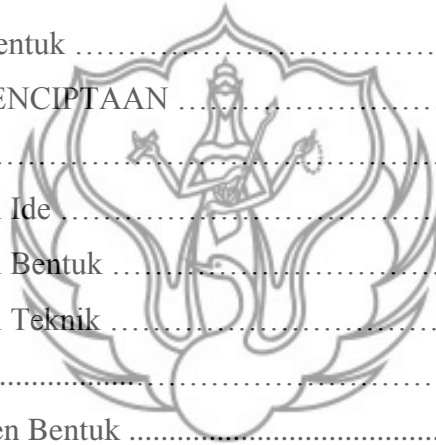 entuk ……………………………
ENCIPTAAN ……………………
…………………………………
Ide ………………………………
Bentuk …………………………
Teknik …………………………
.....................…………………
en Bentuk ....................................